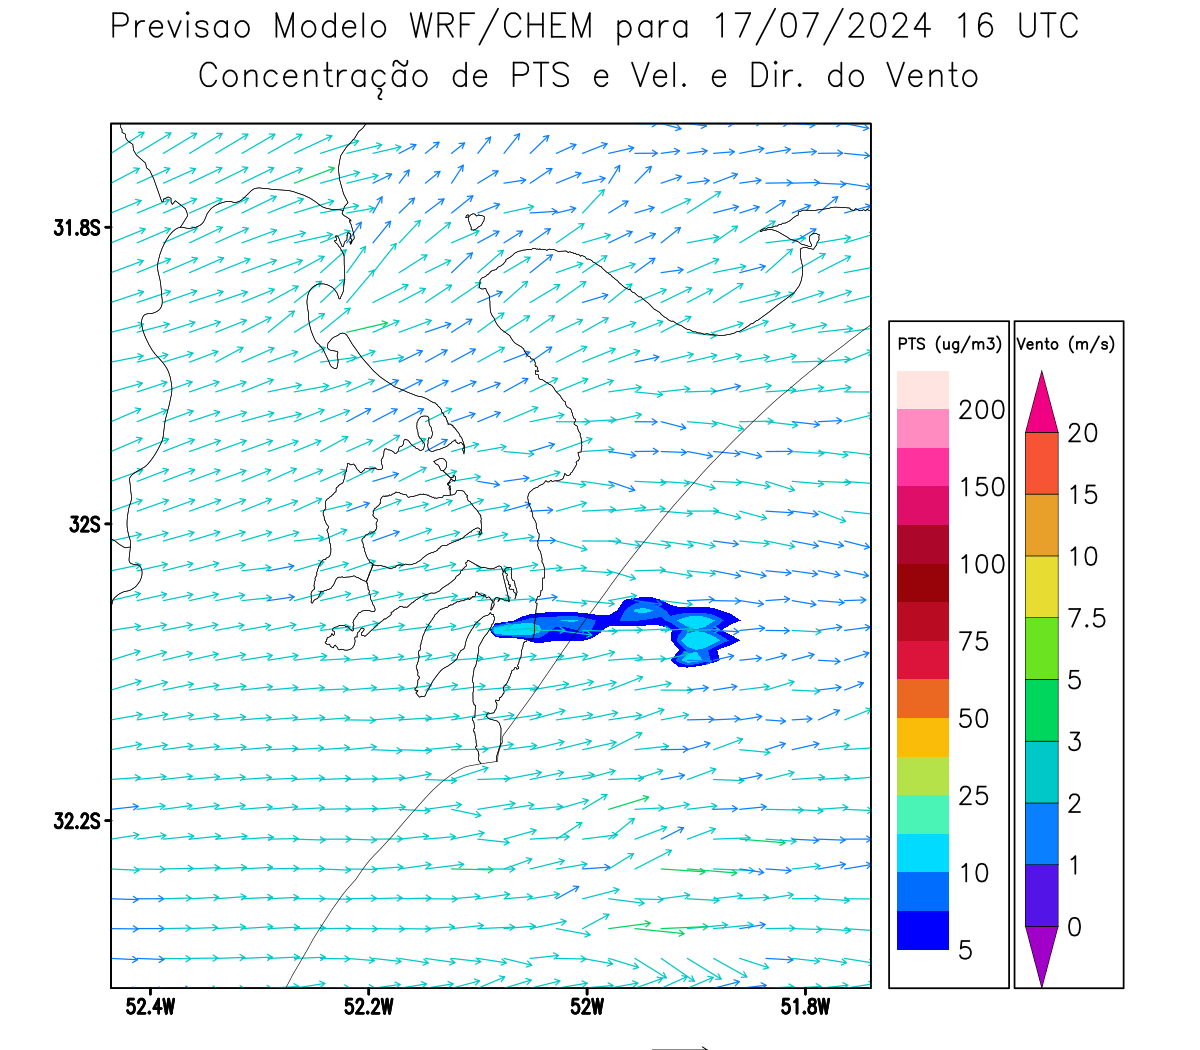 Previsao Modelo WRF/CHEM para 17/07/2024 16 UTC
Concentração de PTS e Vel. e Dir. do Vento
31.8S
32S
32.2S
52.4W
52.2W
52W
51.8W
PTS (ug/m3)
200
150
100
75
50
25
10
5
Vento (m/s)
20
15
10
7.5
5
3
2
1
0